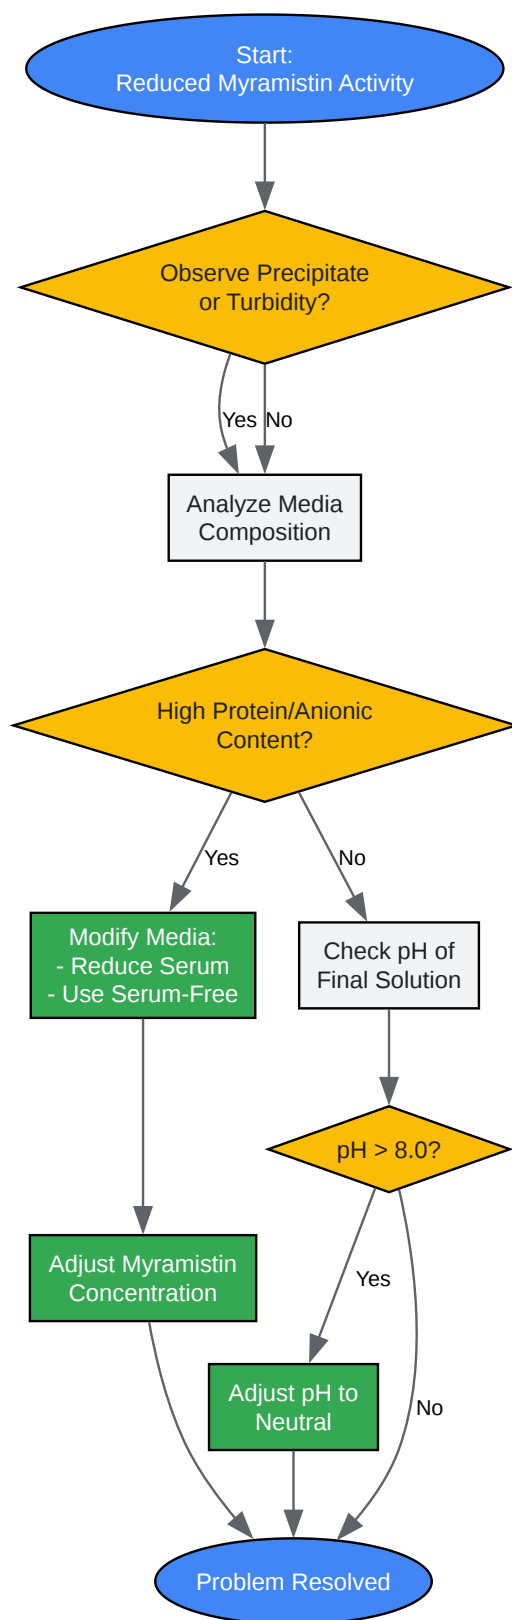 Start:
Reduced Myramistin Activity
Observe Precipitate
or Turbidity?
Yes
No
Analyze Media
Composition
High Protein/Anionic
Content?
Yes
No
Modify Media:
- Reduce Serum
- Use Serum-Free
Check pH of
Final Solution
pH > 8.0?
Adjust Myramistin
Concentration
Yes
Adjust pH to
Neutral
No
Problem Resolved